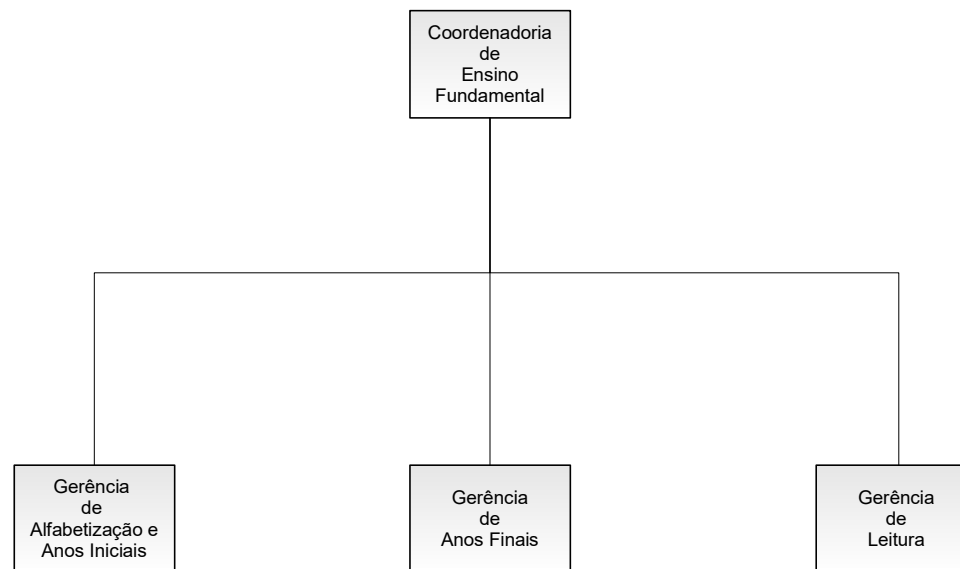 Coordenadoria
de
Ensino
Fundamental
Gerência
de
Alfabetização e
Anos Iniciais
Gerência
de
Anos Finais
Gerência
de
Leitura